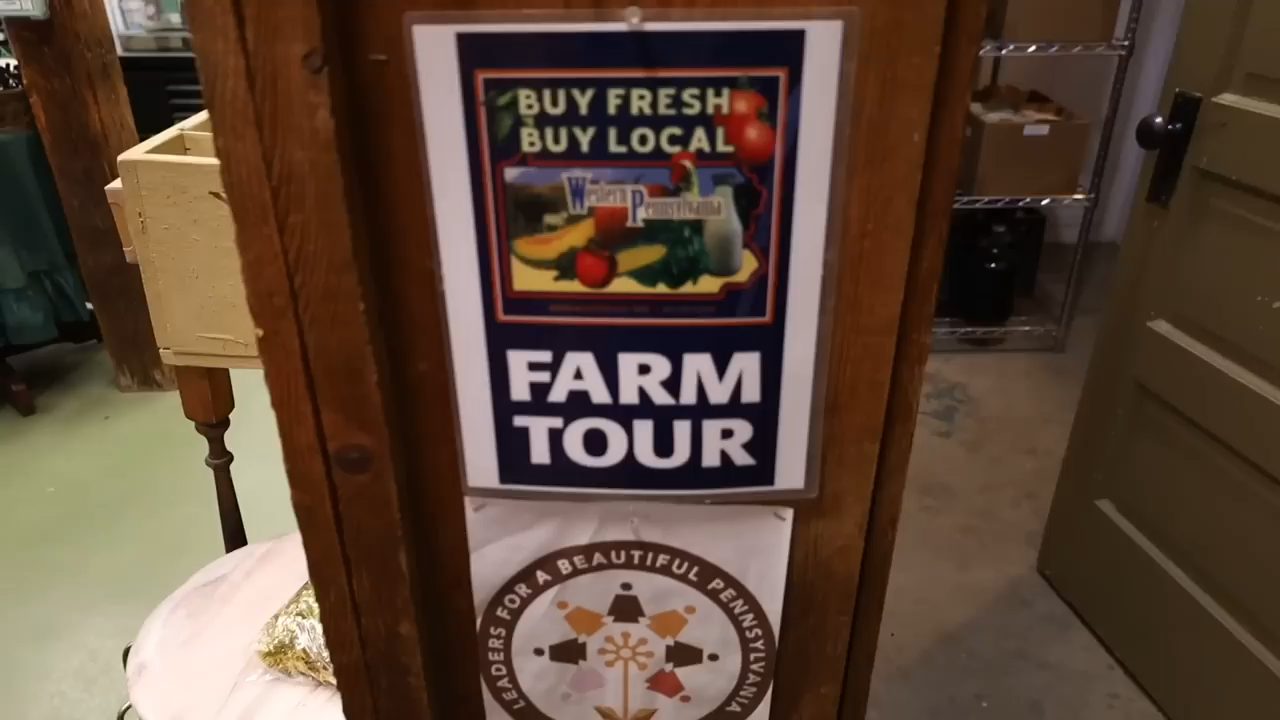 BUY FRESH
BUY LOCAL
Western Pennsylvania
FARM
TOUR
LEADERS FOR A BEAUTIFUL PENNSYLVANIA